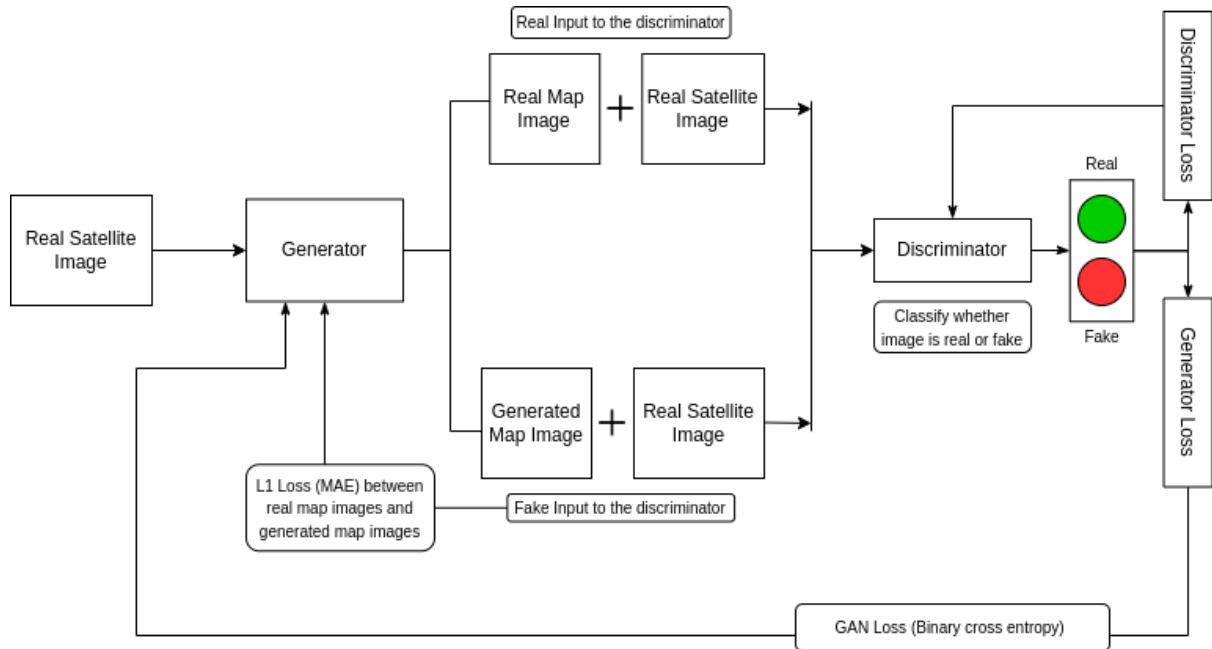 Real Input to the discriminator
Real Map
Image
+
Real Satellite
Image
Discriminator Loss
Real
Real Satellite
Image
Generator
Discriminator
Classify whether
image is real or fake
Fake
Generator Loss
Generated
Map Image
+
Real Satellite
Image
L1 Loss (MAE) between
real map images and
generated map images
Fake Input to the discriminator
GAN Loss (Binary cross entropy)